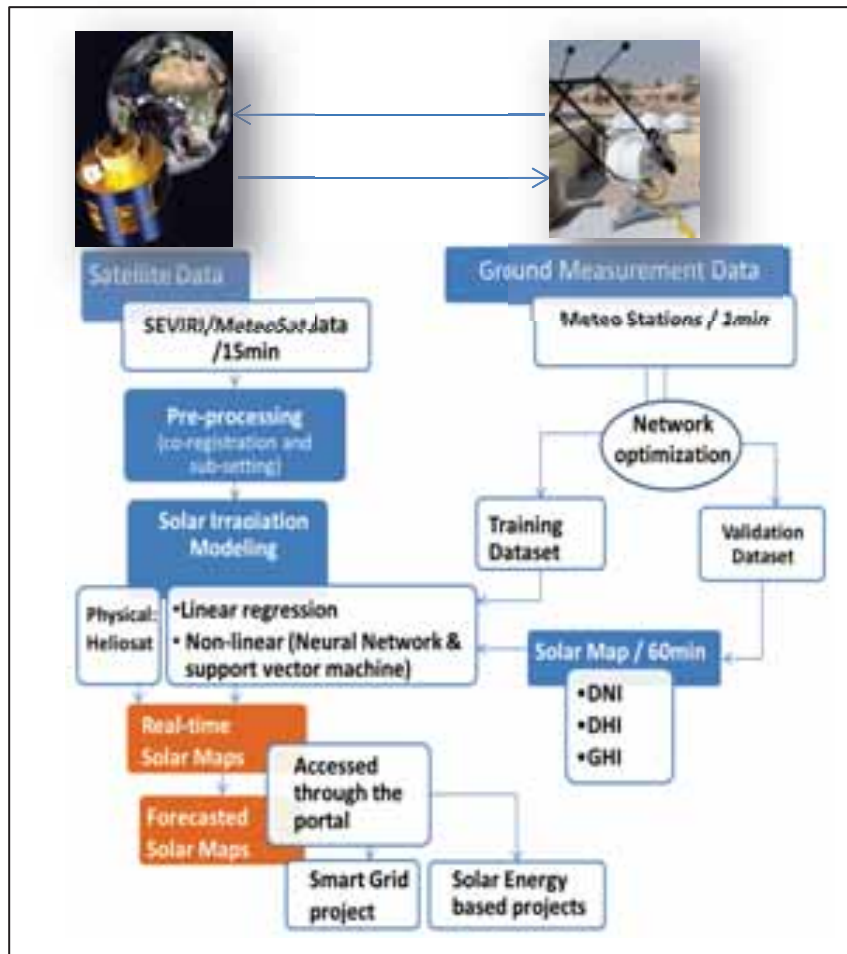 Satellite Data
SEVIRI/MeteoSat data
/15min
Pre-processing
(co-registration and
sub-setting)
Solar Irradiation
Modeling
Physical:
Heliosat
•Linear regression
• Non-linear (Neural Network &
support vector machine)
Real-time
Solar Maps
Forecasted
Solar Maps
Accessed
through the
portal
Smart Grid
project
Solar Energy
based projects
Ground Measurement Data
Meteo Stations / 1min
Network
optimization
Training
Dataset
Validation
Dataset
Solar Map / 60min
•DNI
•DHI
•GHI